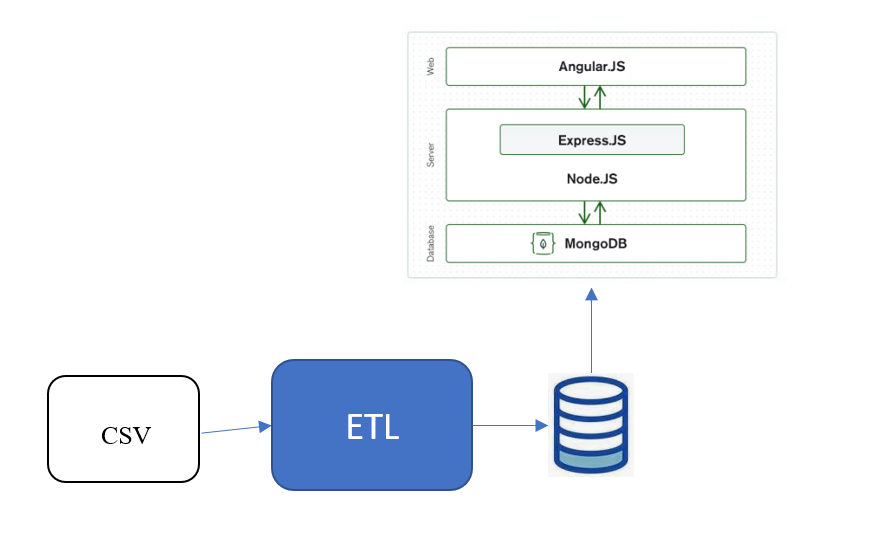 Web
Angular.JS
Server
Express.JS
Node.JS
Database
MongoDB
CSV
ETL